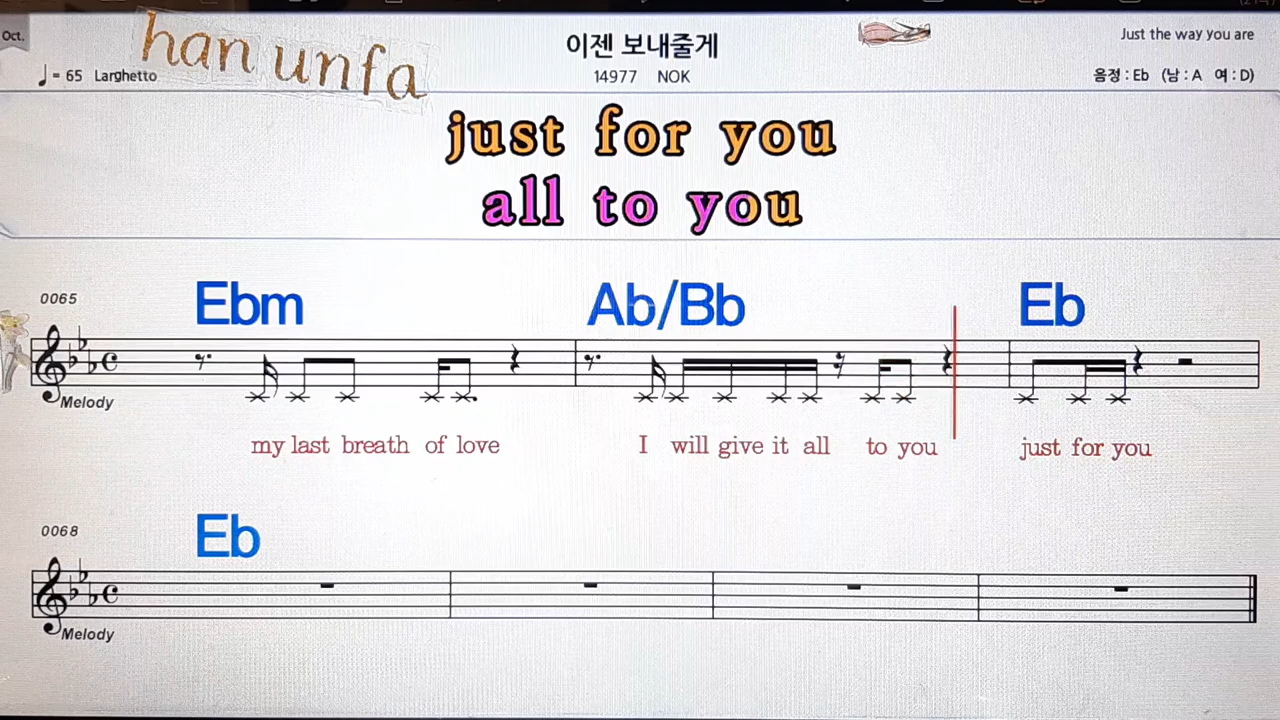 Oct.
han unfa
이젠 보내줄게
Just the way you are
♩= 65 Larghetto
14977 NOK
음정 : Eb (남 : A 여 : D)
just for you
all to you
0065
Ebm Ab/Bb Eb
Melody
my last breath of love I will give it all to you just for you
0068
Eb
Melody